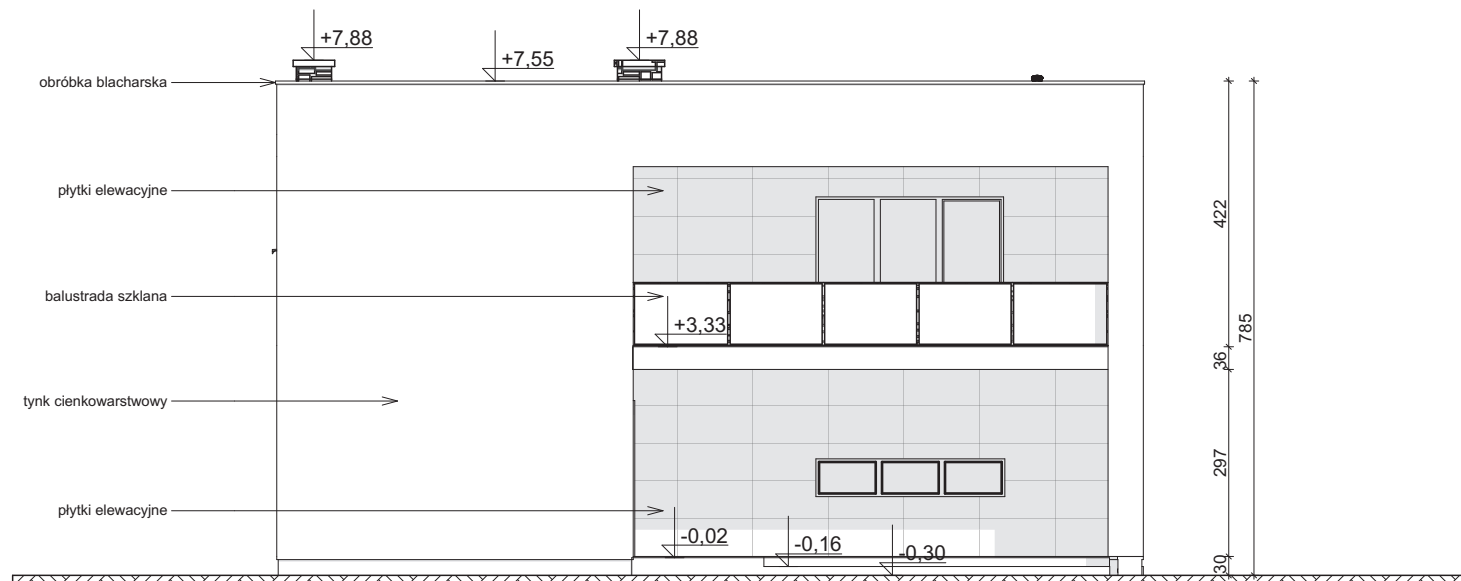 +7,88
+7,88
+7,55
obróbka blacharska
płytki elewacyjne
422
balustrada szklana
+3,33
785
36
tynk cienkowarstwowy
297
płytki elewacyjne
-0,02
-0,16
-0,30
30